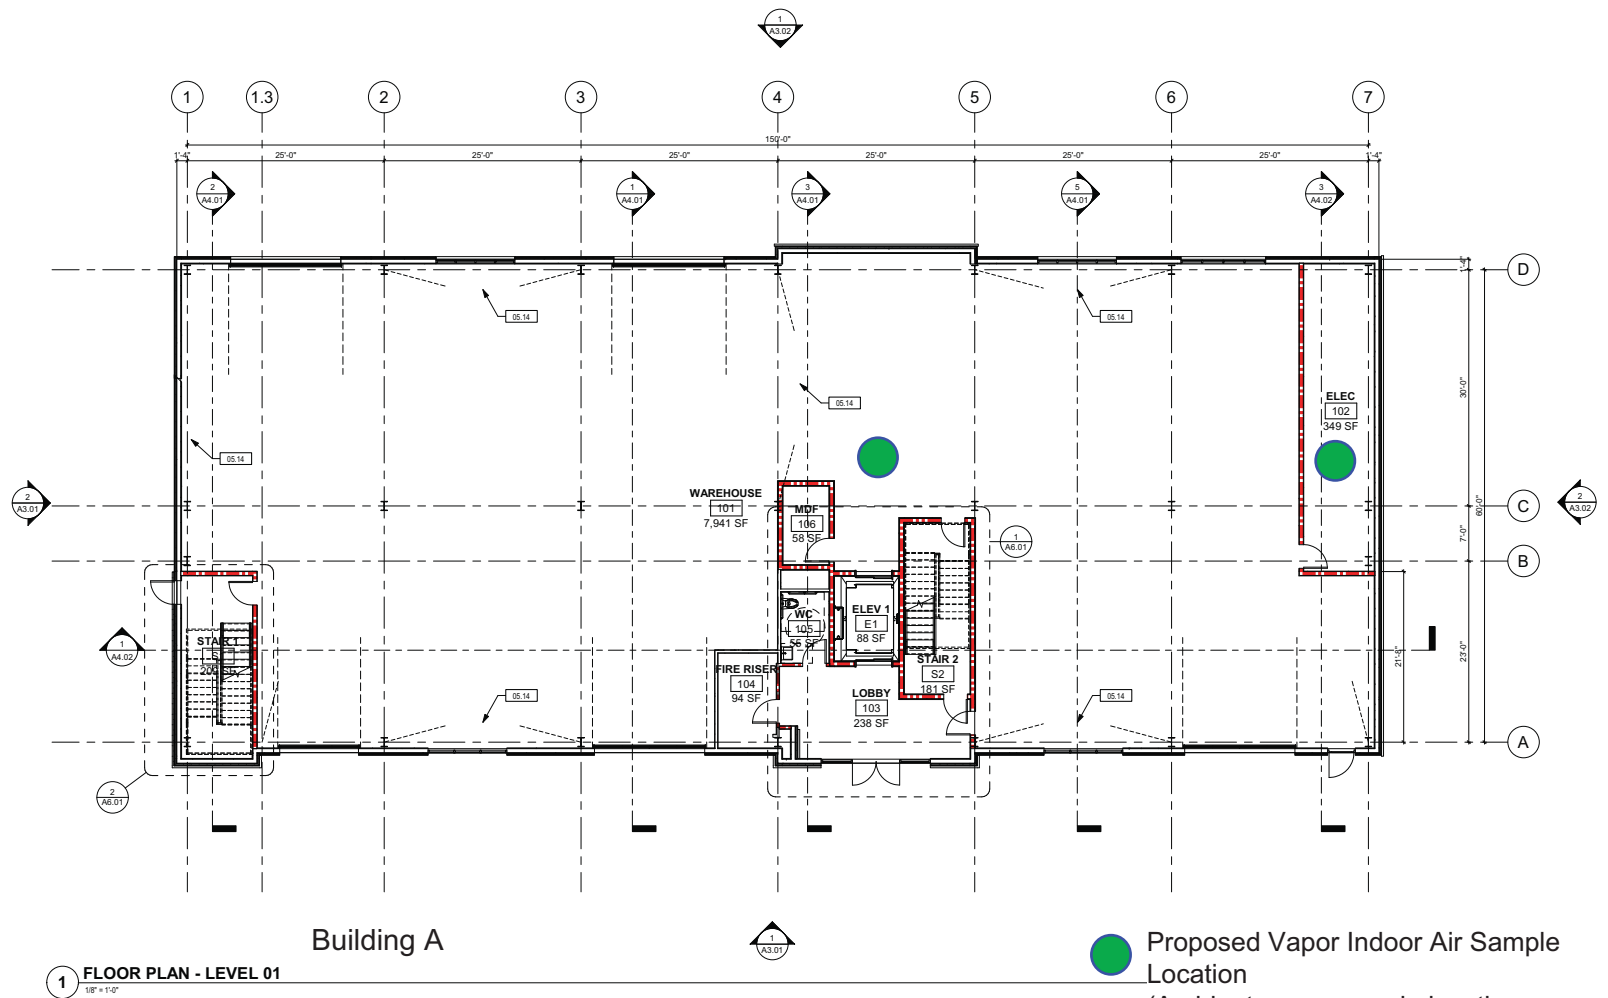 1
A3.02
1
1.3
2
3
4
5
6
7
150'-0"
1'-4"
25'-0"
25'-0"
25'-0"
25'-0"
25'-0"
25'-0"
1'-4"
2
A4.01
1
A4.01
3
A4.01
5
A4.01
3
A4.02
D
1'-4"
05.14
05.14
30'-0"
ELEC
102
349 SF
05.14
05.14
2
A3.01
WAREHOUSE
101
7,941 SF
MDF
106
58 SF
C
60'-0"
2
A3.02
1
A6.01
7'-0"
B
WC
105
56 SF
ELEV 1
E1
88 SF
1
A4.02
STAIR 1
STAIR 2
S2
181 SF
21'-8"
23'-0"
FIRE RISER
104
94 SF
LOBBY
103
238 SF
05.14
05.14
A
2
A6.01
Building A
1
A3.01
Proposed Vapor Indoor Air Sample
Location
1
FLOOR PLAN - LEVEL 01
1/8" = 1'-0"